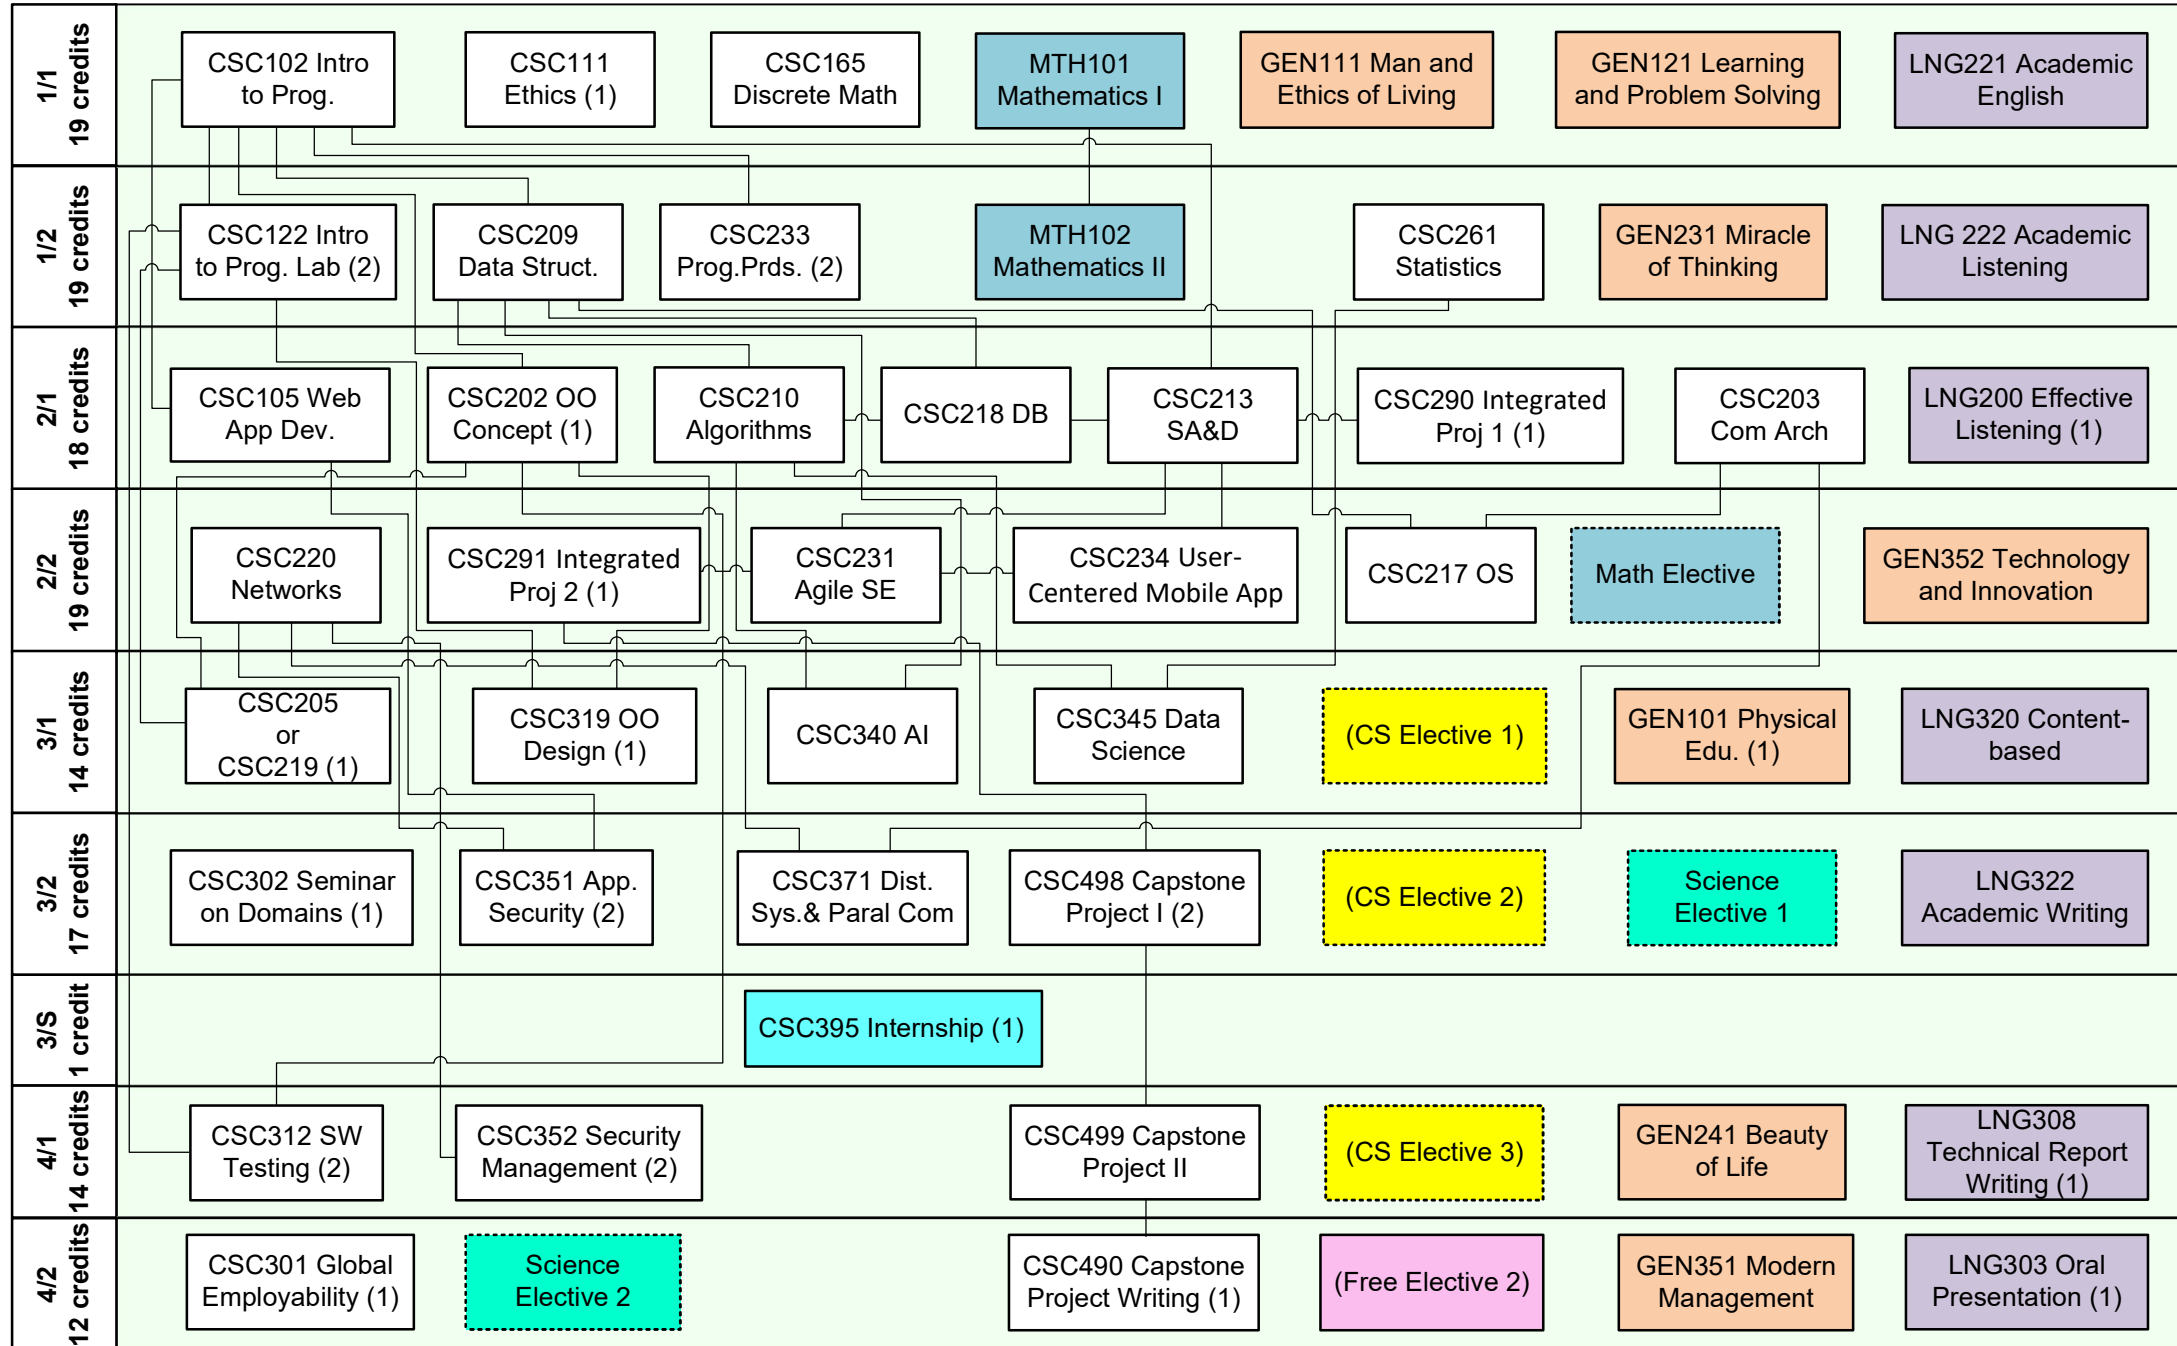 1/1
19 credits
CSC102 Intro
to Prog.
CSC111
Ethics (1)
CSC165
Discrete Math
MTH101
Mathematics I
GEN111 Man and
Ethics of Living
GEN121 Learning
and Problem Solving
LNG221 Academic
English
1/2
19 credits
CSC122 Intro
to Prog. Lab (2)
CSC209
Data Struct.
CSC233
Prog.Prds. (2)
MTH102
Mathematics II
CSC261
Statistics
GEN231 Miracle
of Thinking
LNG 222 Academic
Listening
2/1
18 credits
CSC105 Web
App Dev.
CSC202 OO
Concept (1)
CSC210
Algorithms
CSC218 DB
CSC213
SA&D
CSC290 Integrated
Proj 1 (1)
CSC203
Com Arch
LNG200 Effective
Listening (1)
2/2
19 credits
CSC220
Networks
CSC291 Integrated
Proj 2 (1)
CSC231
Agile SE
CSC234 User-
Centered Mobile App
CSC217 OS
Math Elective
GEN352 Technology
and Innovation
3/1
14 credits
CSC205
or
CSC219 (1)
CSC319 OO
Design (1)
CSC340 AI
CSC345 Data
Science
(CS Elective 1)
GEN101 Physical
Edu. (1)
LNG320 Content-
based
3/2
17 credits
CSC302 Seminar
on Domains (1)
CSC351 App.
Security (2)
CSC371 Dist.
Sys.& Paral Com
CSC498 Capstone
Project I (2)
(CS Elective 2)
Science
Elective 1
LNG322
Academic Writing
3/S
1 credit
CSC395 Internship (1)
4/1
14 credits
CSC312 SW
Testing (2)
CSC352 Security
Management (2)
CSC499 Capstone
Project II
(CS Elective 3)
GEN241 Beauty
of Life
LNG308
Technical Report
Writing (1)
4/2
12 credits
CSC301 Global
Employability (1)
Science
Elective 2
CSC490 Capstone
Project Writing (1)
(Free Elective 2)
GEN351 Modern
Management
LNG303 Oral
Presentation (1)